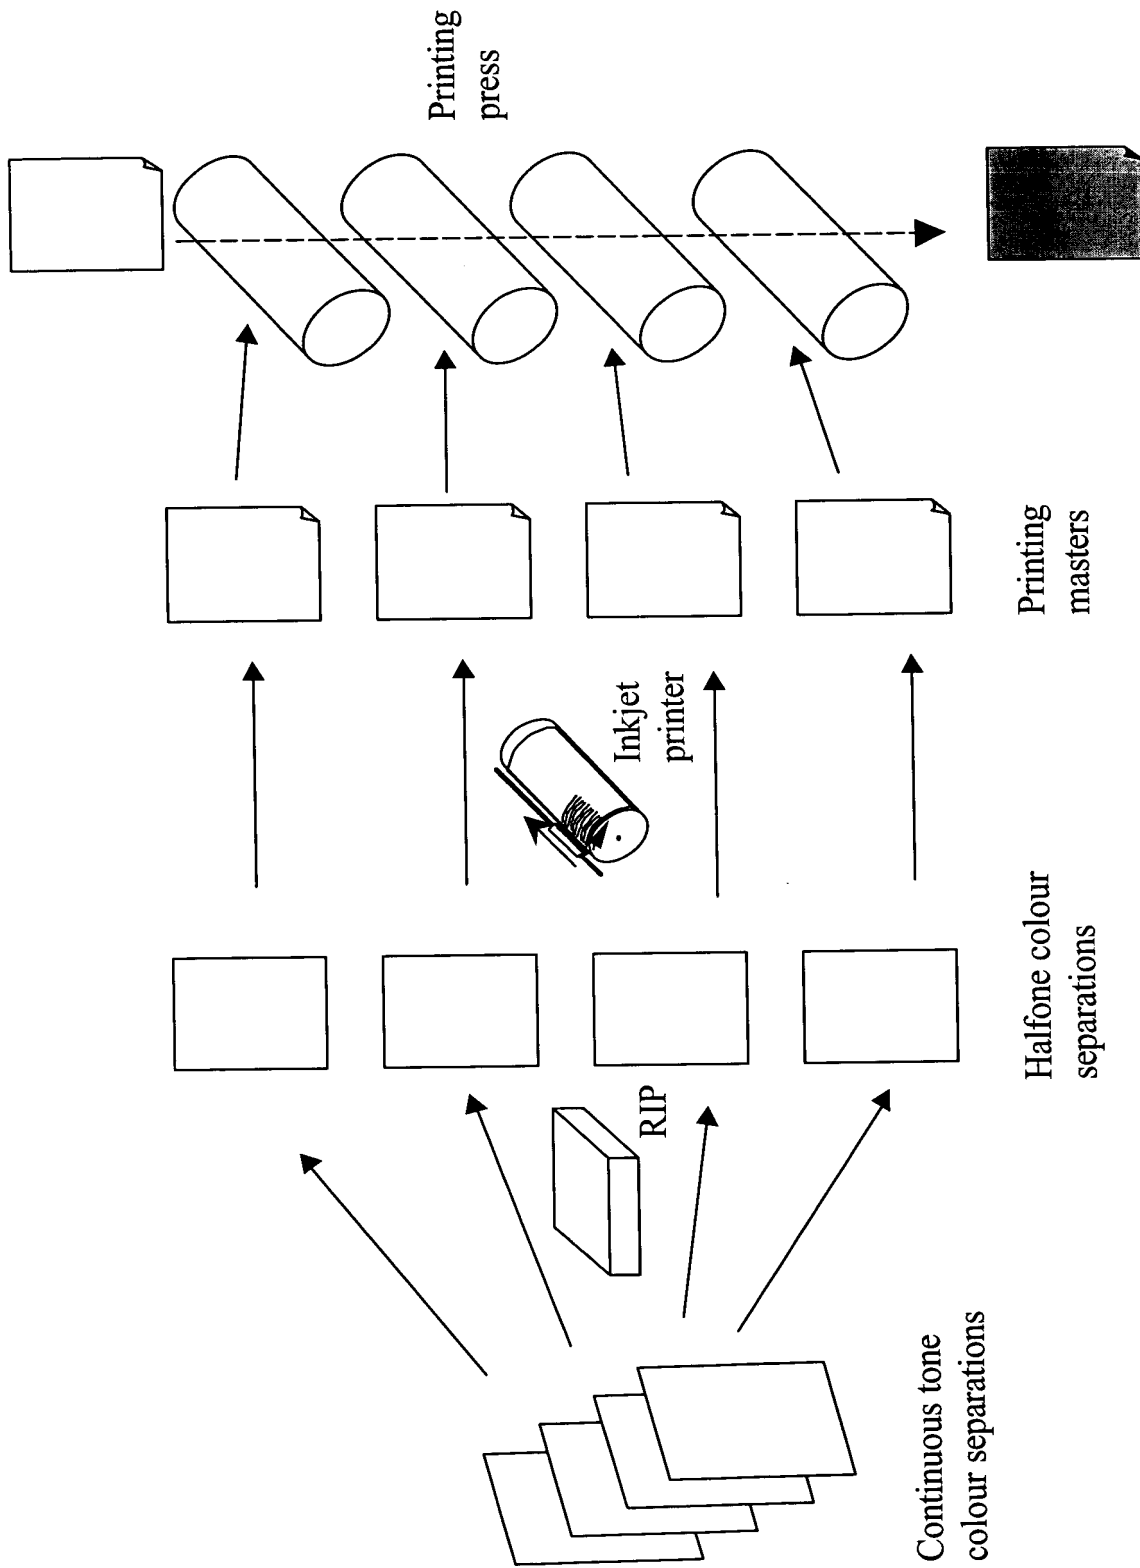 Continuous tone
colour separations
RIP
Halfone colour
separations
Inkjet
printer
Printing
masters
Printing
press